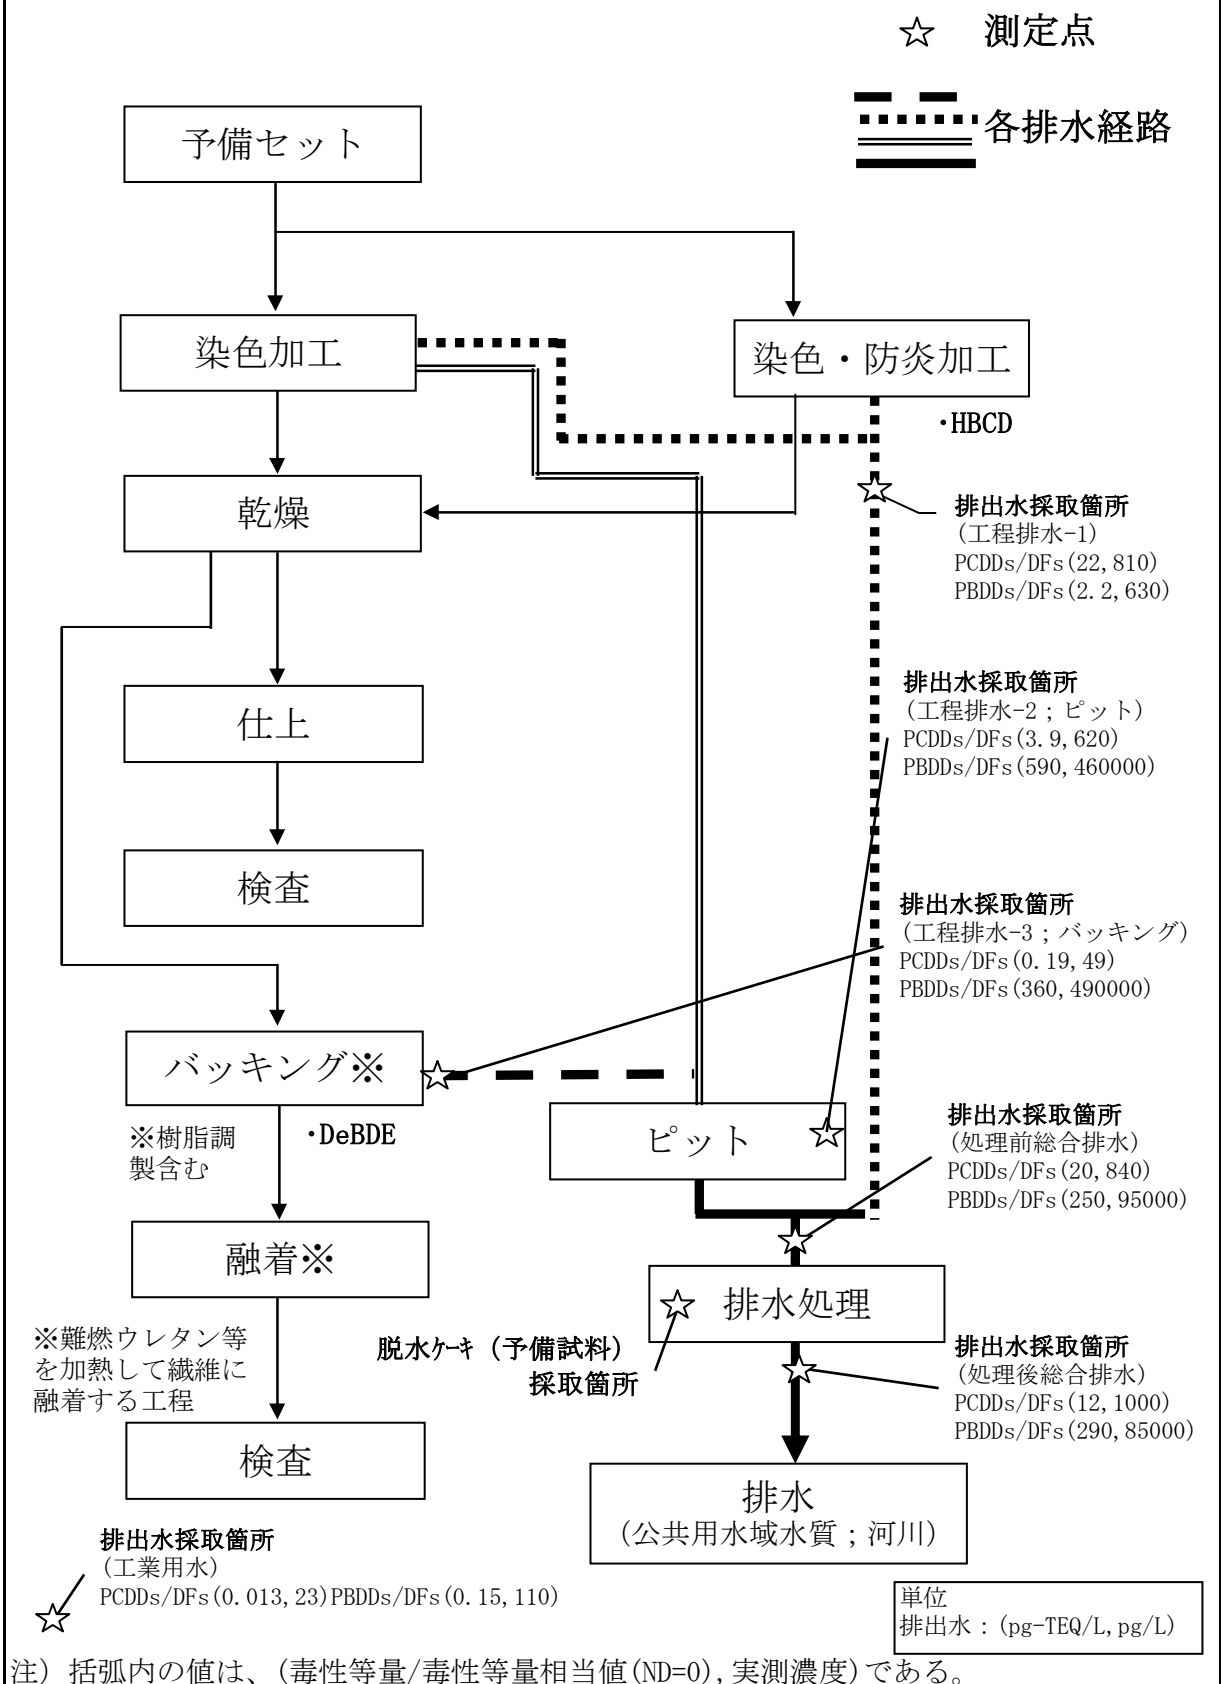 ☆ 測定点
各排水経路
予備セット
染色加工
染色・防炎加工
・HBCD
乾燥
排出水採取箇所
(工程排水-1)
PCDDs/DFs(22,810)
PBDDs/DFs(2.2,630)
排出水採取箇所
(工程排水-2；ピット)
PCDDs/DFs(3.9,620)
PBDDs/DFs(590,460000)
仕上
検査
排出水採取箇所
(工程排水-3；バッキング)
PCDDs/DFs(0.19,49)
PBDDs/DFs(360,490000)
バッキング※
※樹脂調
製含む
・DeBDE
ピット
排出水採取箇所
(処理前総合排水)
PCDDs/DFs(20,840)
PBDDs/DFs(250,95000)
融着※
※難燃ウレタン等
を加熱して繊維に
融着する工程
排水処理
脱水ｹｰｷ（予備試料）
採取箇所
排出水採取箇所
(処理後総合排水)
PCDDs/DFs(12,1000)
PBDDs/DFs(290,85000)
検査
排水
(公共用水域水質；河川)
排出水採取箇所
(工業用水)
PCDDs/DFs(0.013,23)PBDDs/DFs(0.15,110)
単位
排出水：(pg-TEQ/L,pg/L)
注）括弧内の値は、(毒性等量/毒性等量相当値(ND=0),実測濃度)である。